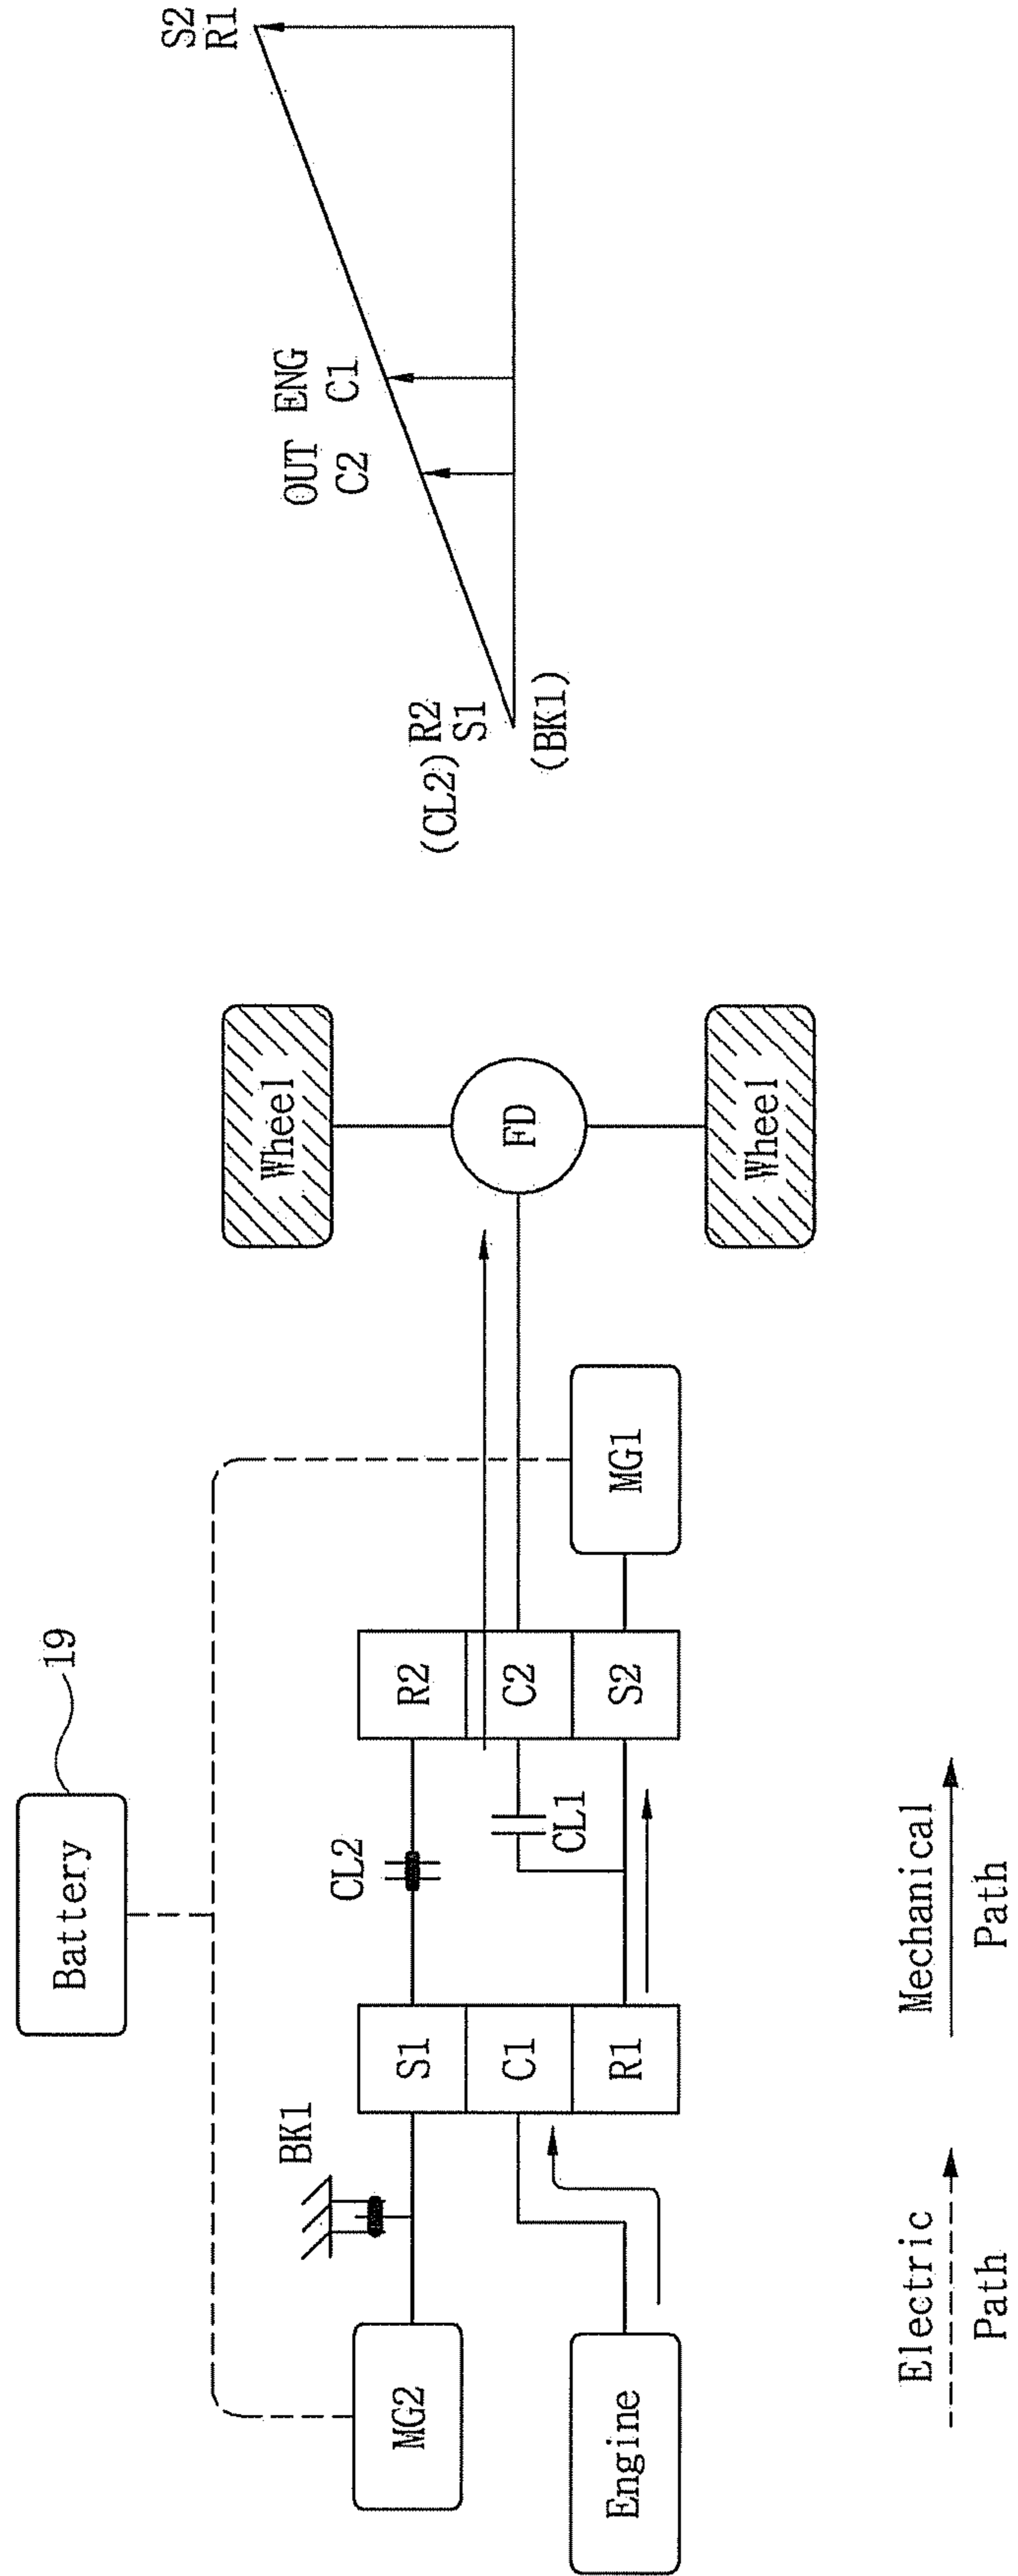 Battery
19
MG2
BK1
S1
C1
R1
CL2
CL1
R2
C2
S2
MG1
Engine
Wheel
FD
Wheel
Electric
Path
Mechanical
Path
(CL2) R2
S1
(BK1)
OUT ENG
C2 C1
S2
R1